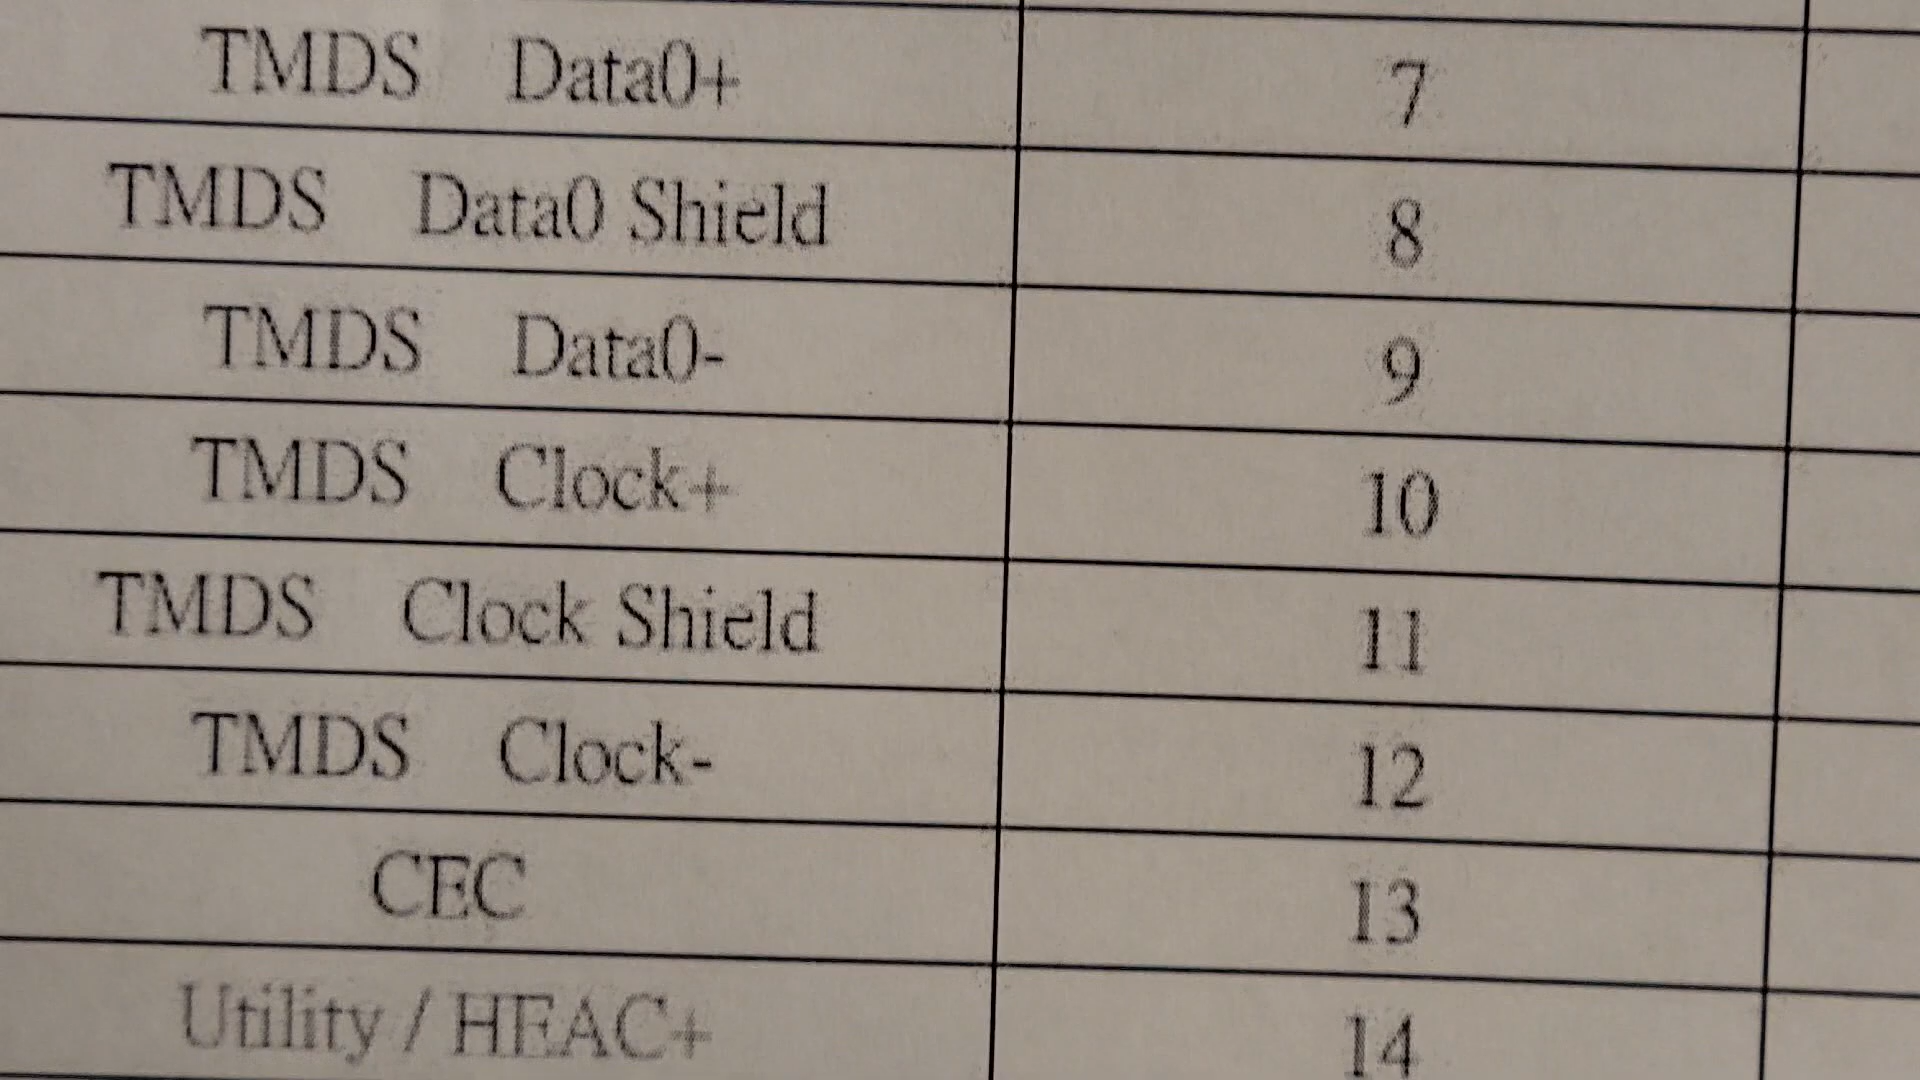 TMDS Data0+ 7
TMDS Data0 Shield 8
TMDS Data0- 9
TMDS Clock+ 10
TMDS Clock Shield 11
TMDS Clock- 12
CEC 13
Utility / HEAC+ 14